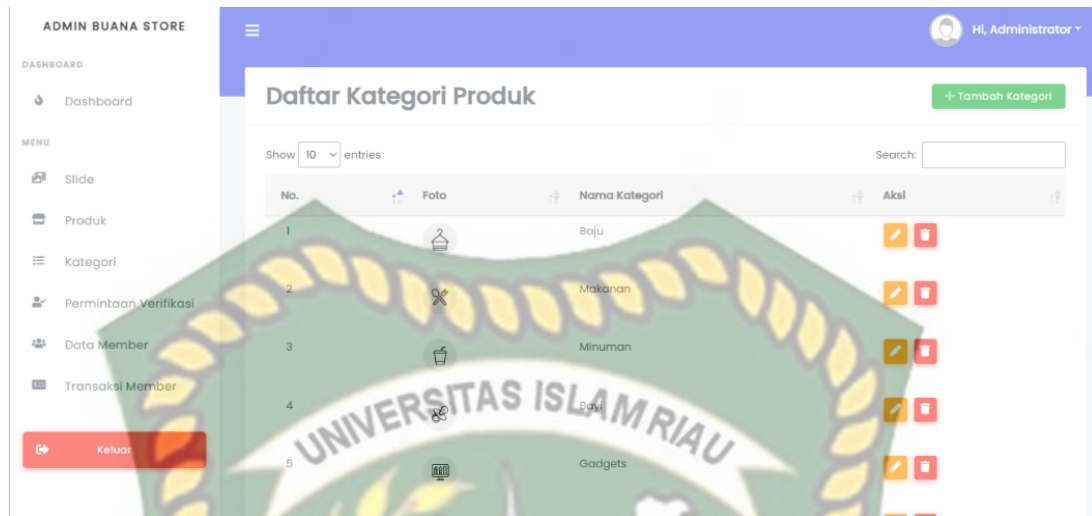 ADMIN BUANA STORE
Hi, Administrator
DASHBOARD
Dashboard
MENU
Slide
Produk
Kategori
Permintaan Verifikasi
Data Member
Transaksi Member
Keluar
Daftar Kategori Produk
+ Tambah Kategori
Show 10 entries
Search:
No. Foto Nama Kategori Aksi
1 Baju
2 Makanan
3 Minuman
4 Bayi
5 Gadgets
UNIVERSITAS ISLAM RIAU